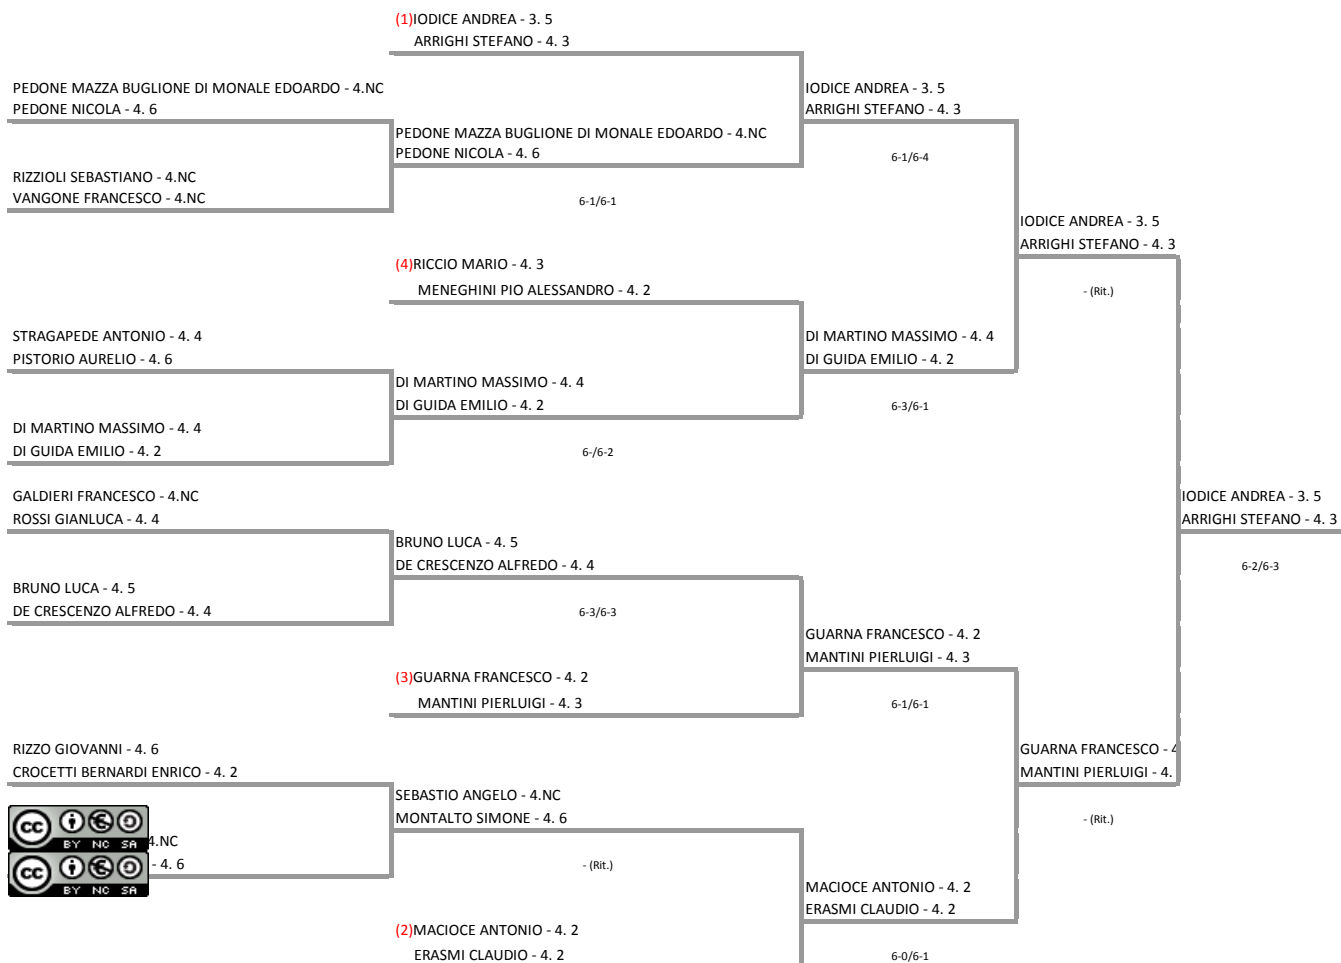 (1)IODICE ANDREA - 3. 5
ARRIGHI STEFANO - 4. 3
PEDONE MAZZA BUGLIONE DI MONALE EDOARDO - 4.NC
PEDONE NICOLA - 4. 6
IODICE ANDREA - 3. 5
ARRIGHI STEFANO - 4. 3
PEDONE MAZZA BUGLIONE DI MONALE EDOARDO - 4.NC
PEDONE NICOLA - 4. 6
6-1/6-4
RIZZIOLI SEBASTIANO - 4.NC
VANGONE FRANCESCO - 4.NC
6-1/6-1
IODICE ANDREA - 3. 5
ARRIGHI STEFANO - 4. 3
(4)RICCIO MARIO - 4. 3
MENEGHINI PIO ALESSANDRO - 4. 2
- (Rit.)
STRAGAPEDE ANTONIO - 4. 4
PISTORIO AURELIO - 4. 6
DI MARTINO MASSIMO - 4. 4
DI GUIDA EMILIO - 4. 2
DI MARTINO MASSIMO - 4. 4
DI GUIDA EMILIO - 4. 2
6-3/6-1
DI MARTINO MASSIMO - 4. 4
DI GUIDA EMILIO - 4. 2
6-/6-2
GALDIERI FRANCESCO - 4.NC
ROSSI GIANLUCA - 4. 4
IODICE ANDREA - 3. 5
ARRIGHI STEFANO - 4. 3
BRUNO LUCA - 4. 5
DE CRESCENZO ALFREDO - 4. 4
6-2/6-3
BRUNO LUCA - 4. 5
DE CRESCENZO ALFREDO - 4. 4
6-3/6-3
GUARNA FRANCESCO - 4. 2
MANTINI PIERLUIGI - 4. 3
(3)GUARNA FRANCESCO - 4. 2
MANTINI PIERLUIGI - 4. 3
6-1/6-1
RIZZO GIOVANNI - 4. 6
CROCETTI BERNARDI ENRICO - 4. 2
GUARNA FRANCESCO - 4
MANTINI PIERLUIGI - 4.
SEBASTIO ANGELO - 4.NC
MONTALTO SIMONE - 4. 6
- (Rit.)
cc
BY NC SA
4.NC
- 4. 6
cc
BY NC SA
- (Rit.)
MACIOCE ANTONIO - 4. 2
ERASMI CLAUDIO - 4. 2
(2)MACIOCE ANTONIO - 4. 2
ERASMI CLAUDIO - 4. 2
6-0/6-1